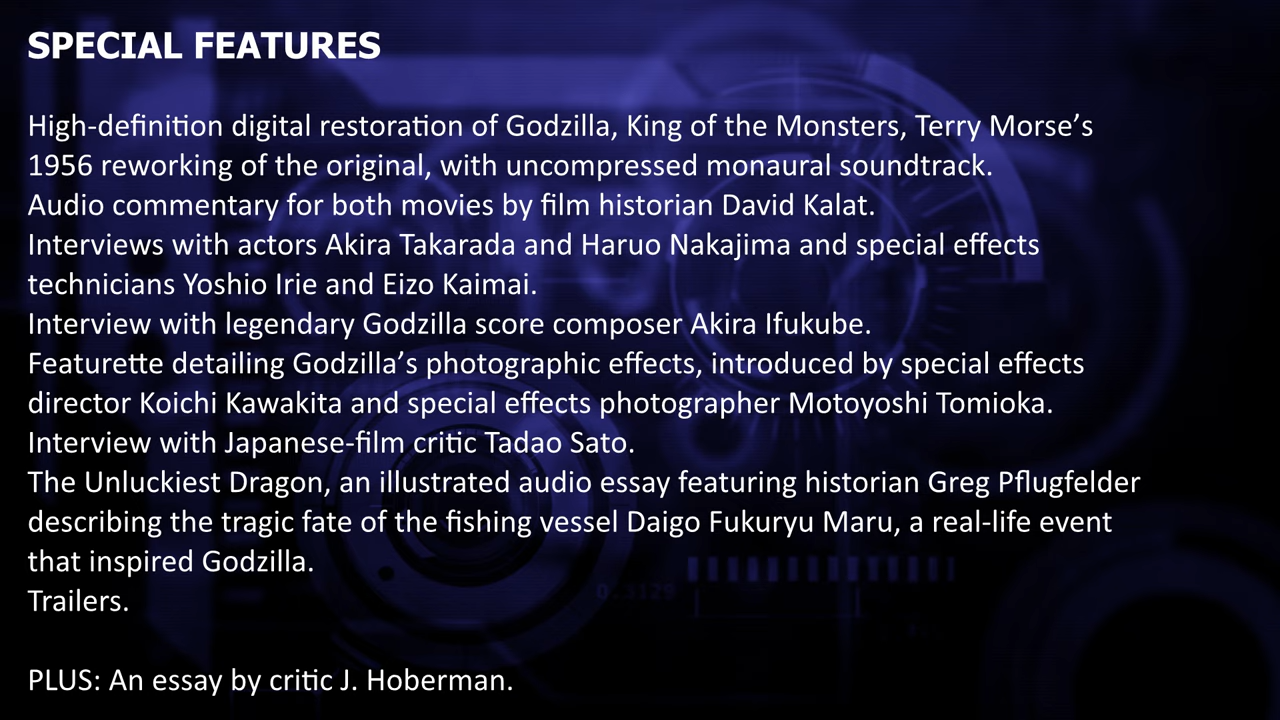 SPECIAL FEATURES
High-definition digital restoration of Godzilla, King of the Monsters, Terry Morse’s
1956 reworking of the original, with uncompressed monaural soundtrack.
Audio commentary for both movies by film historian David Kalat.
Interviews with actors Akira Takarada and Haruo Nakajima and special effects
technicians Yoshio Irie and Eizo Kaimai.
Interview with legendary Godzilla score composer Akira Ifukube.
Featurette detailing Godzilla’s photographic effects, introduced by special effects
director Koichi Kawakita and special effects photographer Motoyoshi Tomioka.
Interview with Japanese-film critic Tadao Sato.
The Unluckiest Dragon, an illustrated audio essay featuring historian Greg Pflugfelder
describing the tragic fate of the fishing vessel Daigo Fukuryu Maru, a real-life event
that inspired Godzilla.
Trailers.
PLUS: An essay by critic J. Hoberman.